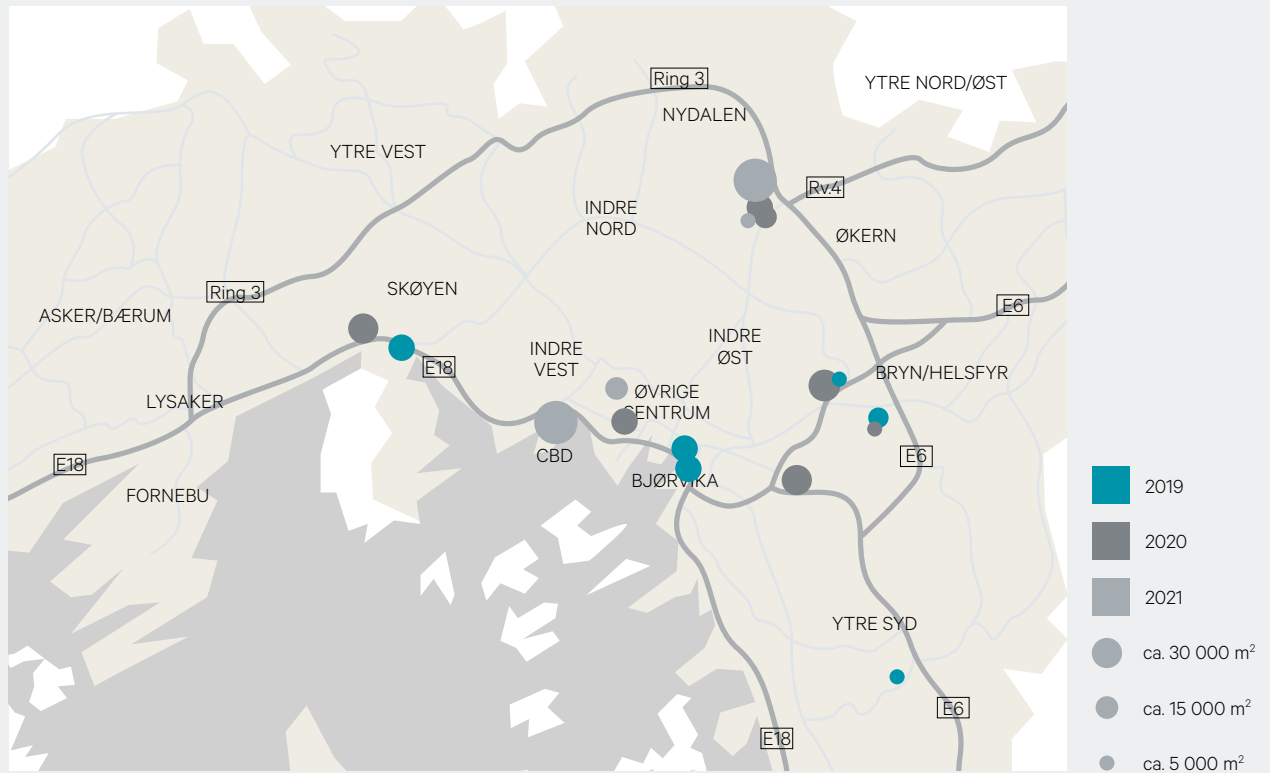 Ring 3
NYDALEN
YTRE NORD/ØST
YTRE VEST
Rv.4
INDRE
NORD
ØKERN
Ring 3
SKØYEN
ASKER/BÆRUM
E6
INDRE
VEST
INDRE
ØST
E18
BRYN/HELSFYR
LYSAKER
ØVRIGE
SENTRUM
CBD
E18
E6
BJØRVIKA
FORNEBU
YTRE SYD
E6
E18
2019
2020
2021
ca. 30 000 m²
ca. 15 000 m²
ca. 5 000 m²